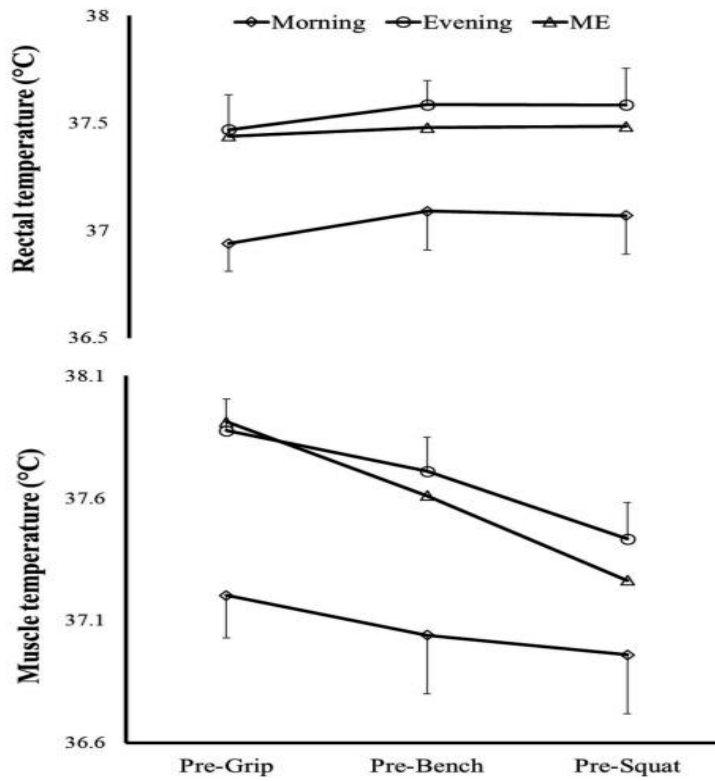 38
Morning Evening ME
37.5
37
36.5
Rectal temperature (°C)
38.1
37.6
37.1
36.6
Muscle temperature (°C)
Pre-Grip Pre-Bench Pre-Squat